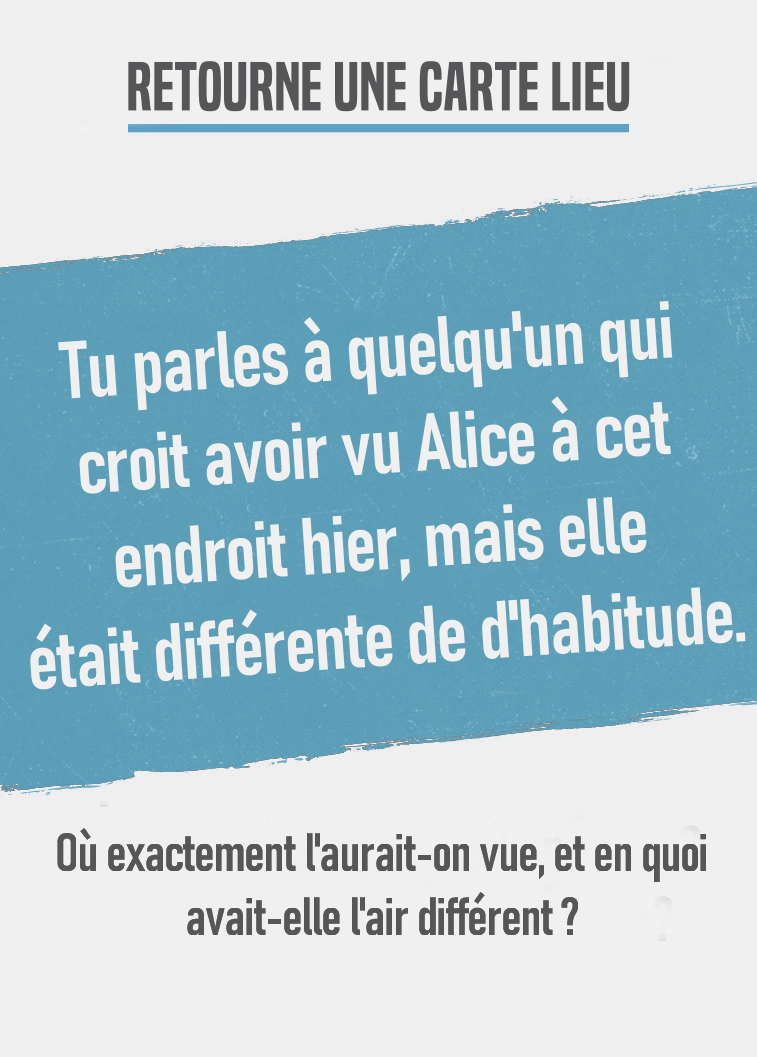 RETOURNE UNE CARTE LIEU
Tu parles à quelqu'un qui
croit avoir vu Alice à cet
endroit hier, mais elle
était différente de d'habitude.
Où exactement l'aurait-on vue, et en quoi
avait-elle l'air différent ?